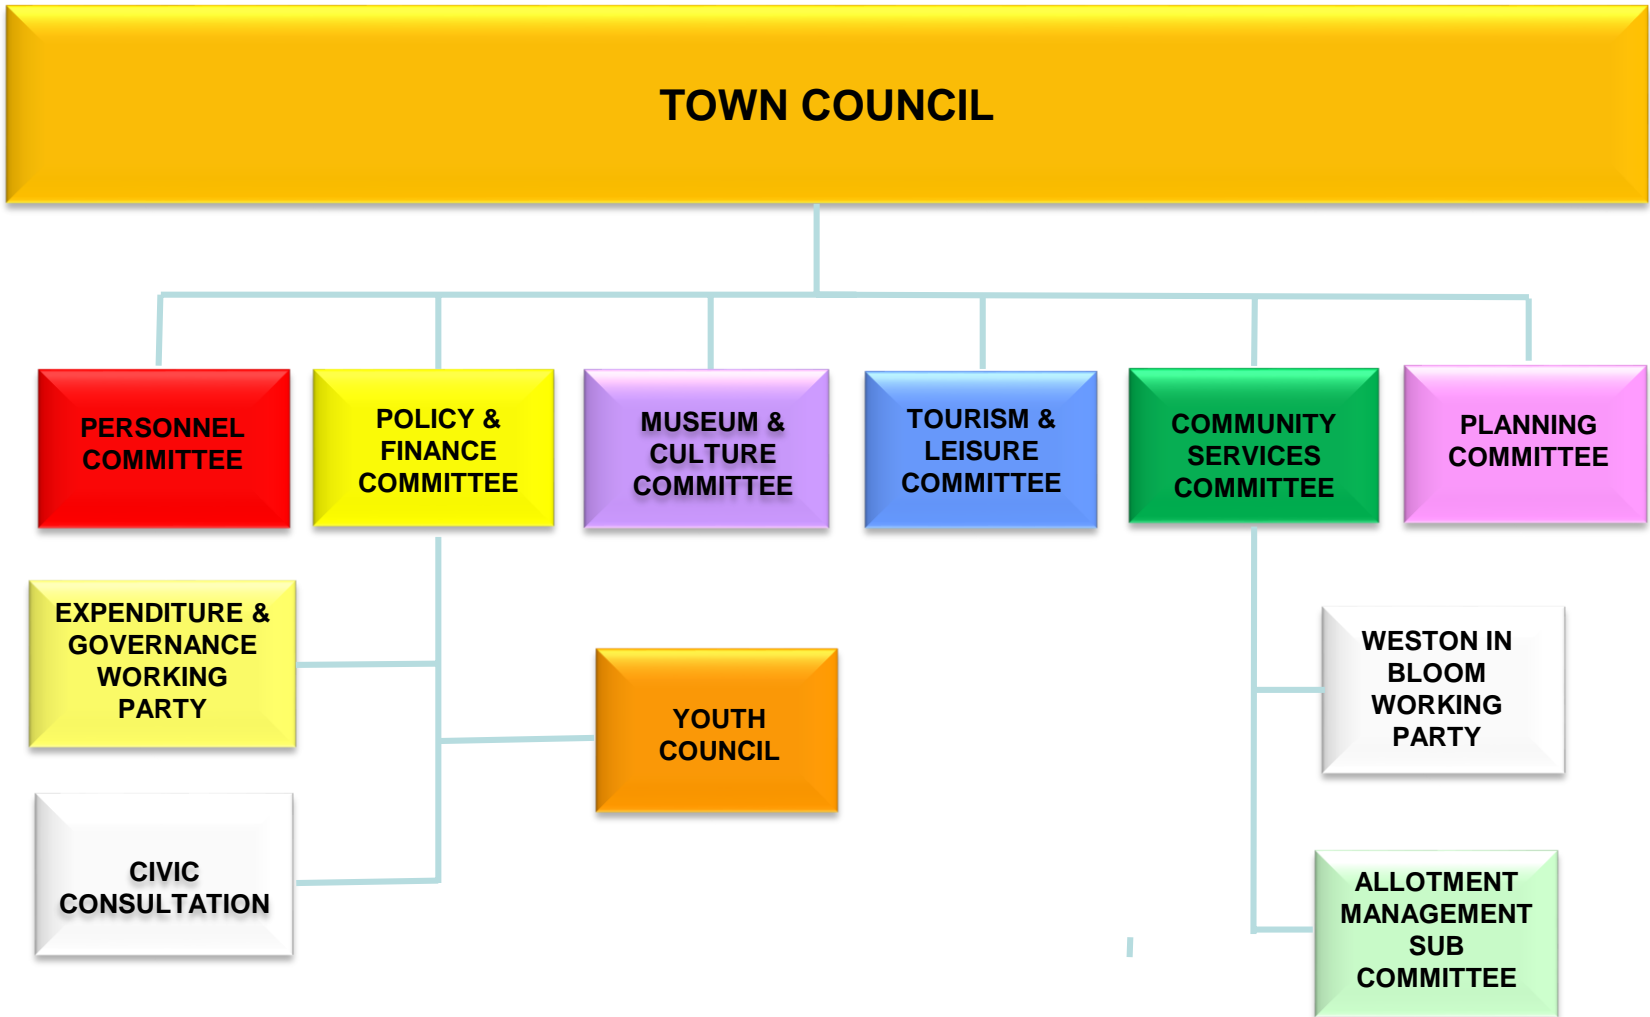 TOWN COUNCIL
PERSONNEL
COMMITTEE
POLICY &
FINANCE
COMMITTEE
MUSEUM &
CULTURE
COMMITTEE
TOURISM &
LEISURE
COMMITTEE
COMMUNITY
SERVICES
COMMITTEE
PLANNING
COMMITTEE
EXPENDITURE &
GOVERNANCE
WORKING
PARTY
YOUTH
COUNCIL
WESTON IN
BLOOM
WORKING
PARTY
CIVIC
CONSULTATION
ALLOTMENT
MANAGEMENT
SUB
COMMITTEE